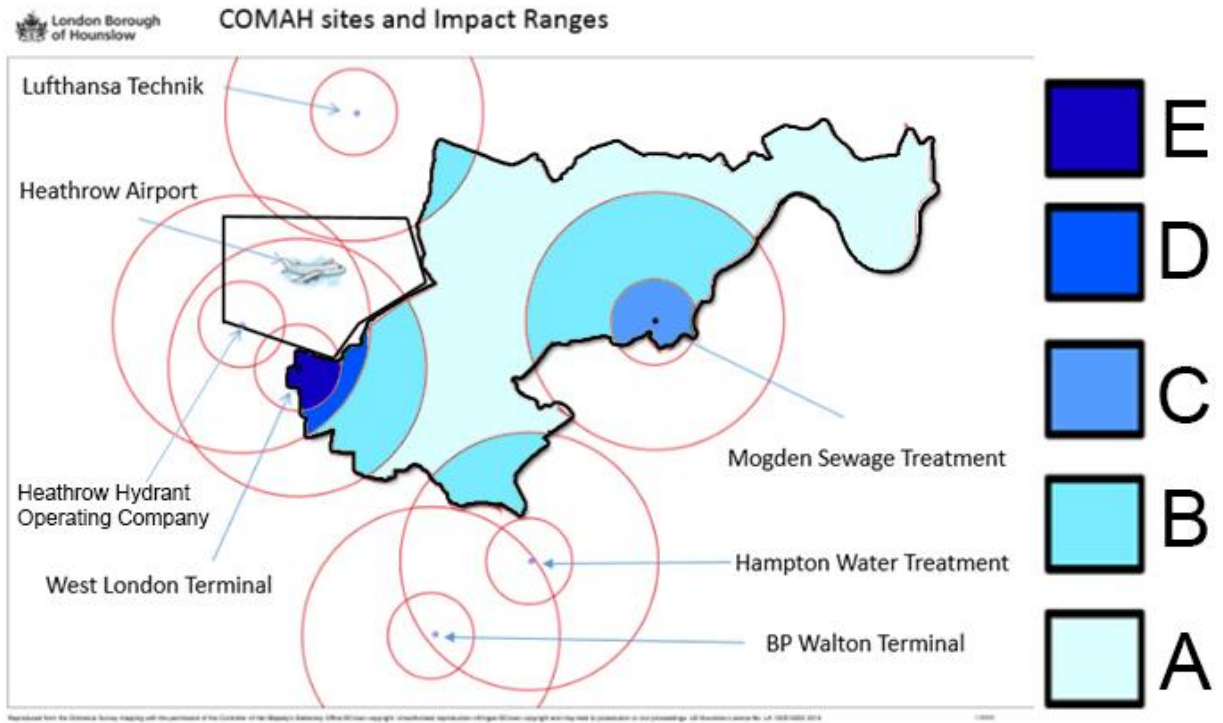 London Borough
of Hounslow
COMAH sites and Impact Ranges
Lufthansa Technik
Heathrow Airport
Heathrow Hydrant
Operating Company
West London Terminal
Mogden Sewage Treatment
Hampton Water Treatment
BP Walton Terminal
E
D
C
B
A